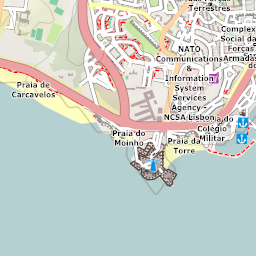 Terrestres
Complex
Social da
Forças
Armadas
NATO
Communications
&
Information
System
Services
Agency -
NCSA Lisbon
Praia de
Carcavelos
Praia do
Moinho
Colégio
Militar
Praia da
Torre